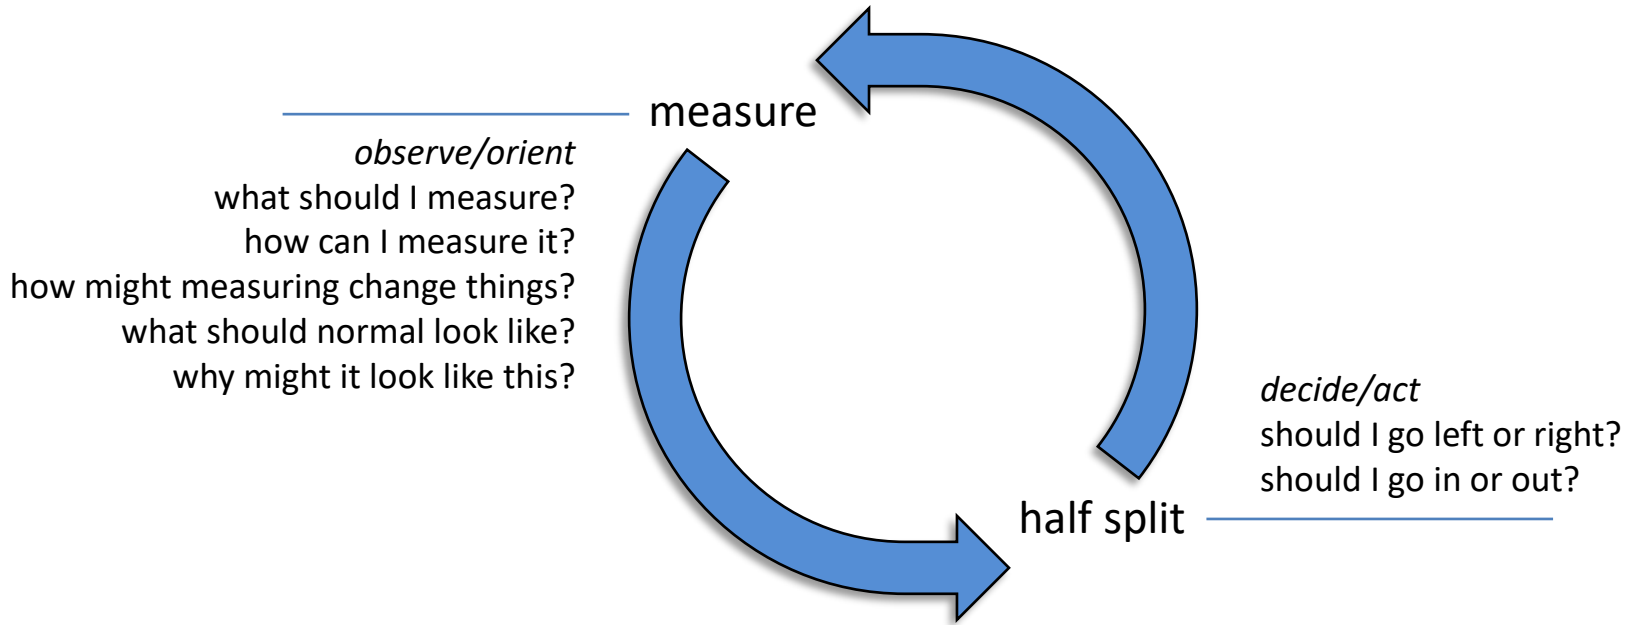 measure
observe/orient
what should I measure?
how can I measure it?
how might measuring change things?
what should normal look like?
why might it look like this?
decide/act
should I go left or right?
should I go in or out?
half split